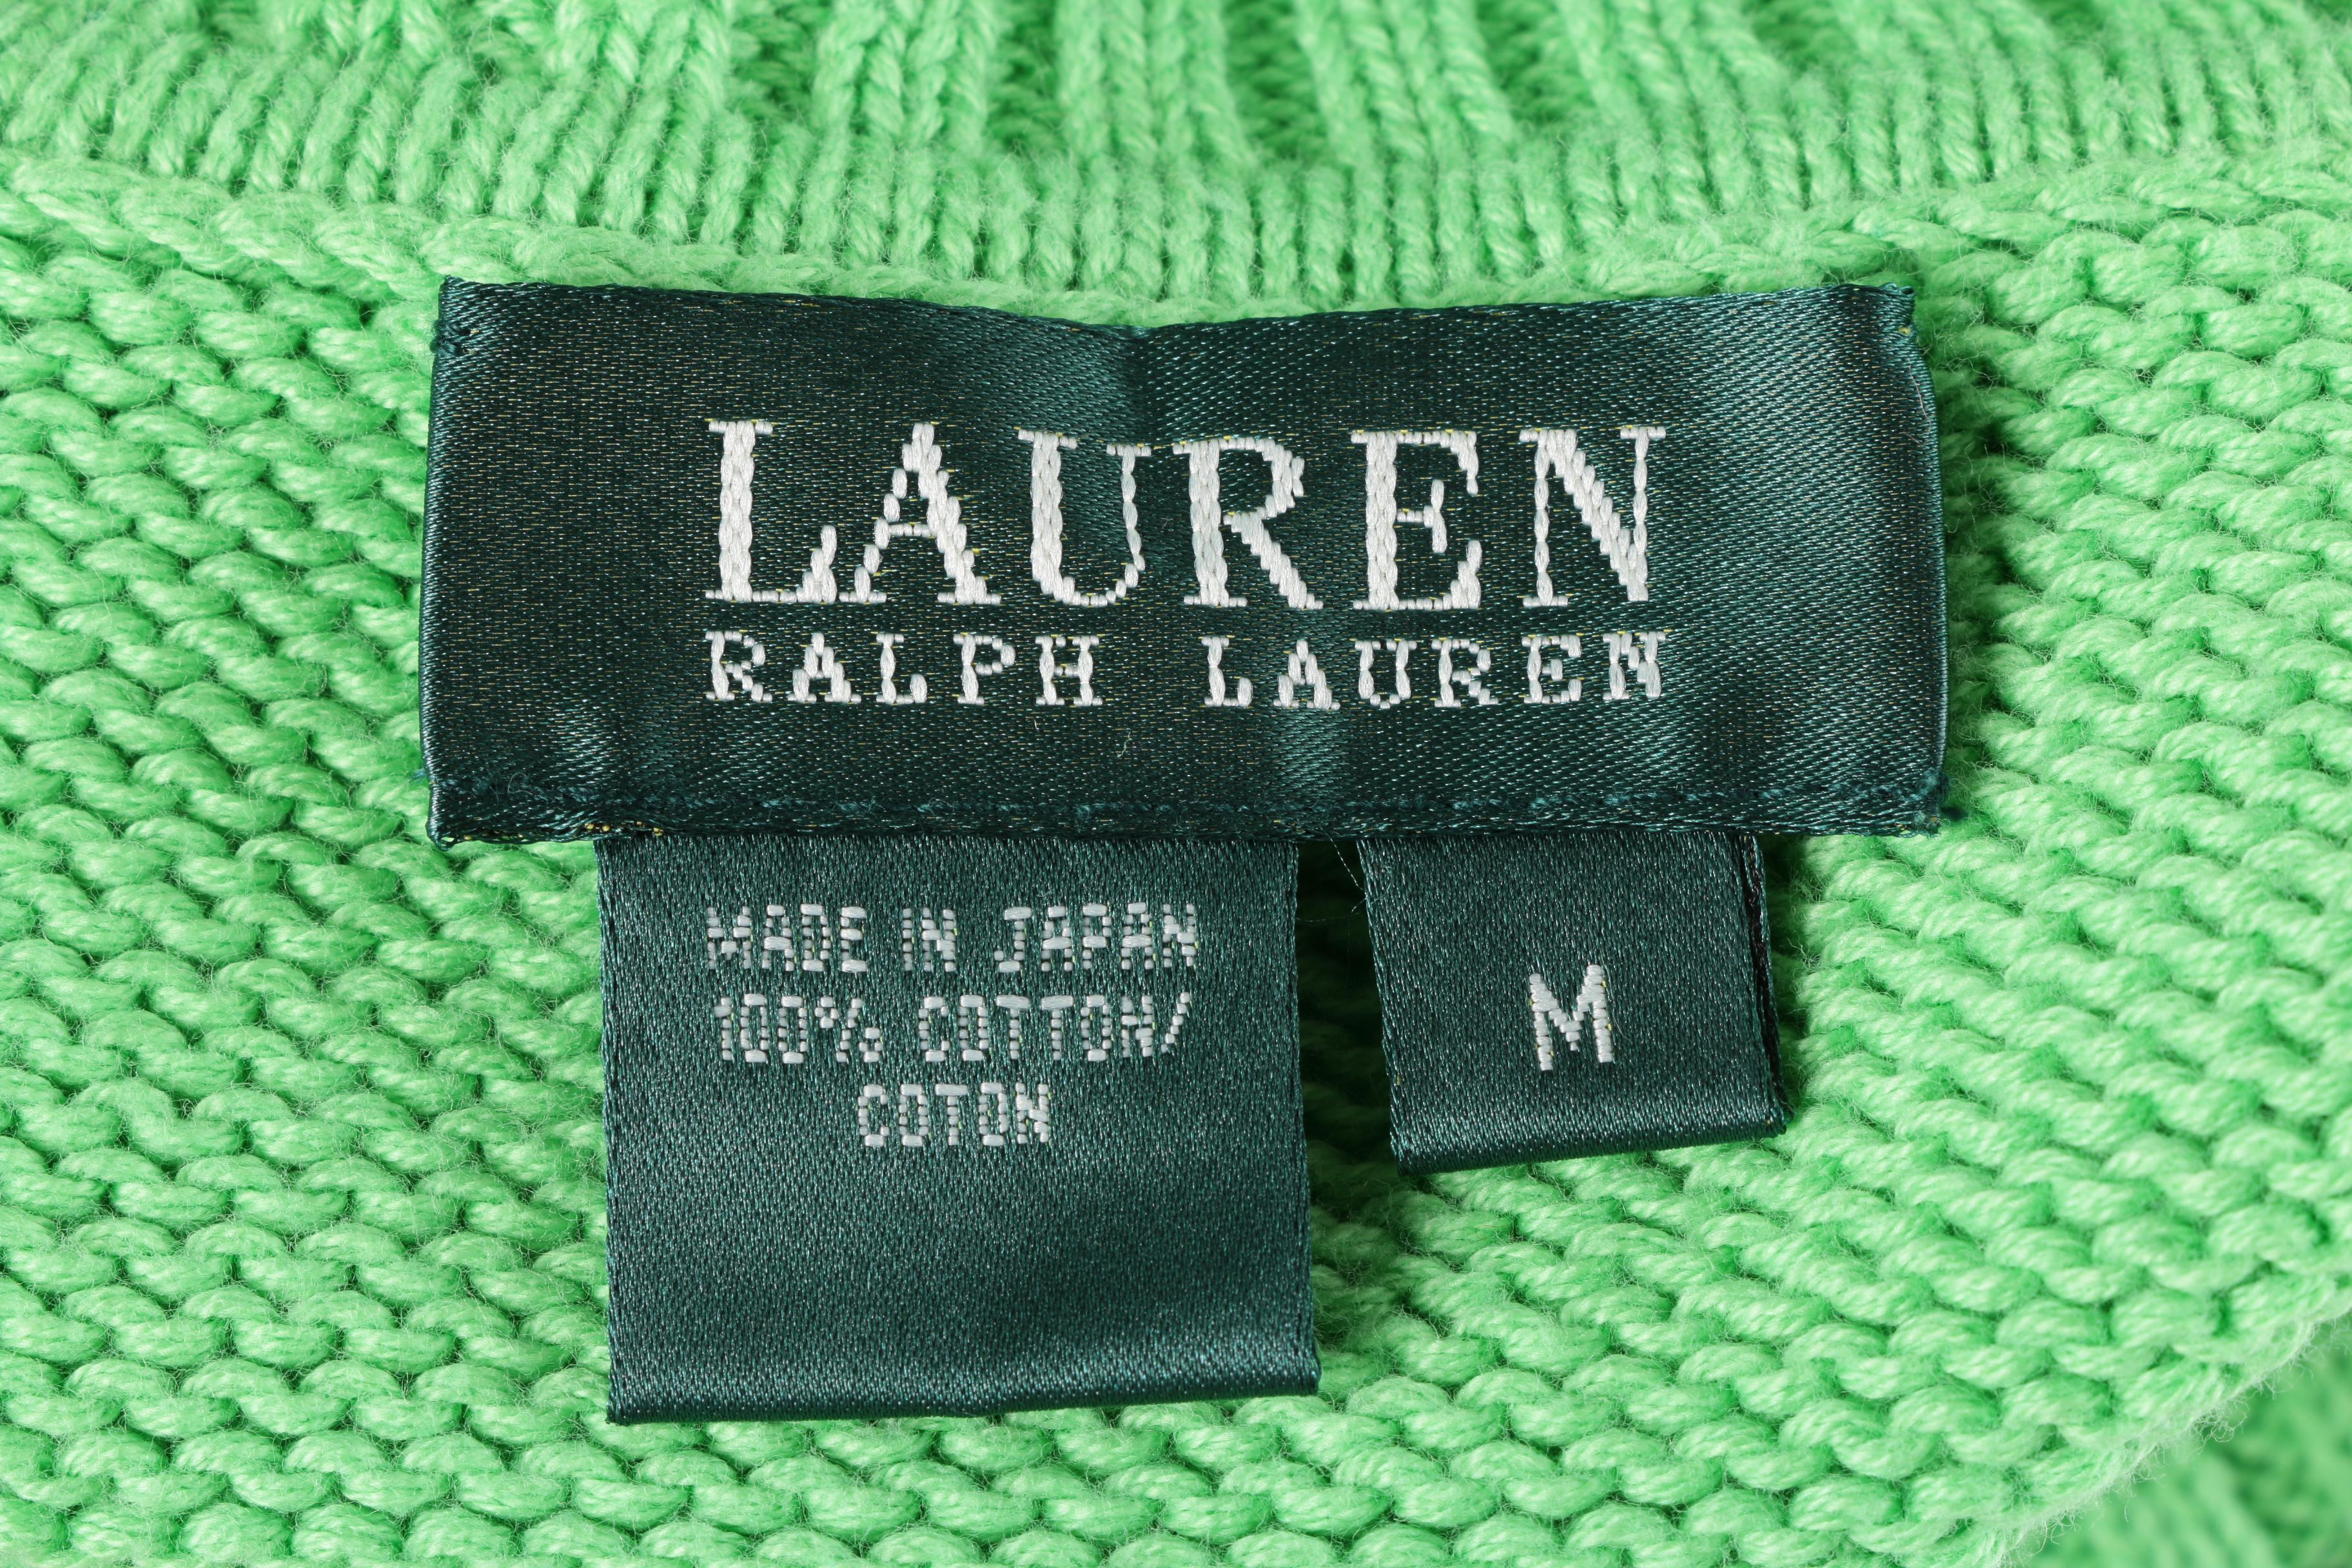 LAUREN
RALPH LAUREN
MADE IN JAPAN
100% COTTON/
COTON
M